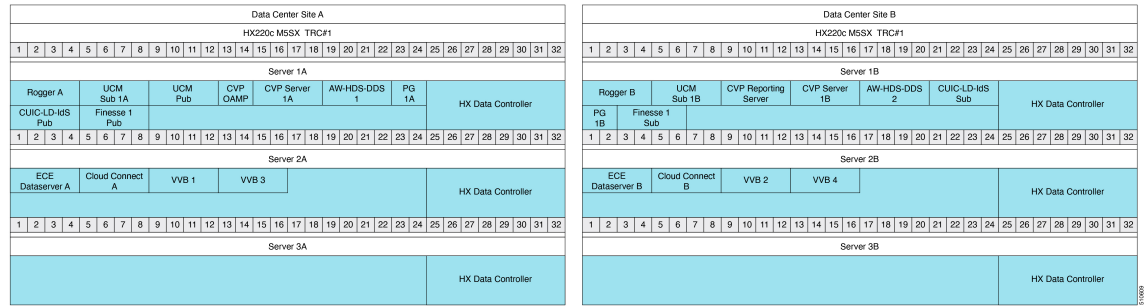 Data Center Site A
HX220c M5SX TRC#1
1 2 3 4 5 6 7 8 9 10 11 12 13 14 15 16 17 18 19 20 21 22 23 24 25 26 27 28 29 30 31 32
Server 1A
Rogger A
UCM
Sub 1A
UCM
Pub
CVP
OAMP
CVP Server
1A
AW-HDS-DDS
1
PG
1A
HX Data Controller
CUIC-LD-IdS
Pub
Finesse 1
Pub
1 2 3 4 5 6 7 8 9 10 11 12 13 14 15 16 17 18 19 20 21 22 23 24 25 26 27 28 29 30 31 32
Server 2A
ECE
Dataserver A
Cloud Connect
A
VVB 1
VVB 3
HX Data Controller
1 2 3 4 5 6 7 8 9 10 11 12 13 14 15 16 17 18 19 20 21 22 23 24 25 26 27 28 29 30 31 32
Server 3A
HX Data Controller
Data Center Site B
HX220c M5SX TRC#1
1 2 3 4 5 6 7 8 9 10 11 12 13 14 15 16 17 18 19 20 21 22 23 24 25 26 27 28 29 30 31 32
Server 1B
Rogger B
UCM
Sub 1B
CVP Reporting
Server
CVP Server
1B
AW-HDS-DDS
2
CUIC-LD-IdS
Sub
HX Data Controller
PG
1B
Finesse 1
Sub
1 2 3 4 5 6 7 8 9 10 11 12 13 14 15 16 17 18 19 20 21 22 23 24 25 26 27 28 29 30 31 32
Server 2B
ECE
Dataserver B
Cloud Connect
B
VVB 2
VVB 4
HX Data Controller
1 2 3 4 5 6 7 8 9 10 11 12 13 14 15 16 17 18 19 20 21 22 23 24 25 26 27 28 29 30 31 32
Server 3B
HX Data Controller